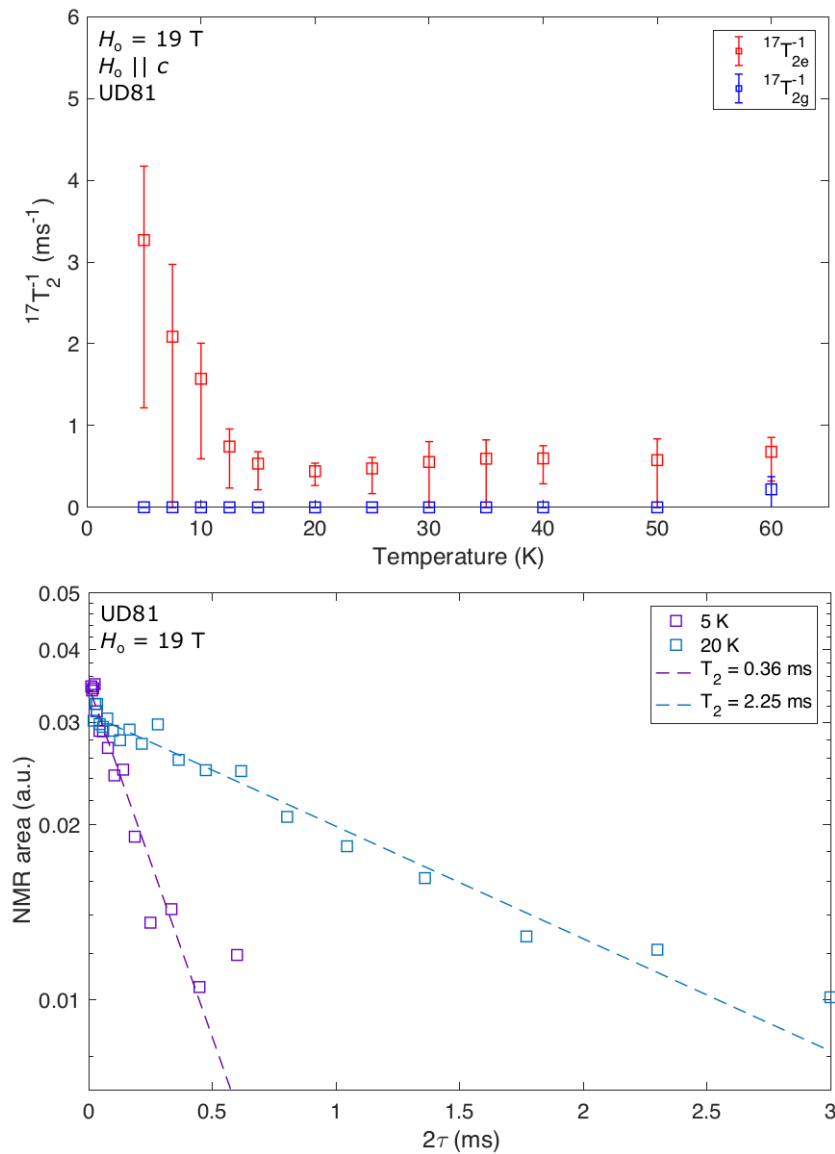 H₀ = 19 T
H₀ || c
UD81
¹⁷T₂ₑ⁻¹
¹⁷T₂g⁻¹
¹⁷T₂⁻¹ (ms⁻¹)
6
5
4
3
2
1
0
0 10 20 30 40 50 60
Temperature (K)
UD81
H₀ = 19 T
5 K
20 K
T₂ = 0.36 ms
T₂ = 2.25 ms
NMR area (a.u.)
0.05
0.04
0.03
0.02
0.01
0 0.5 1 1.5 2 2.5 3
2τ (ms)